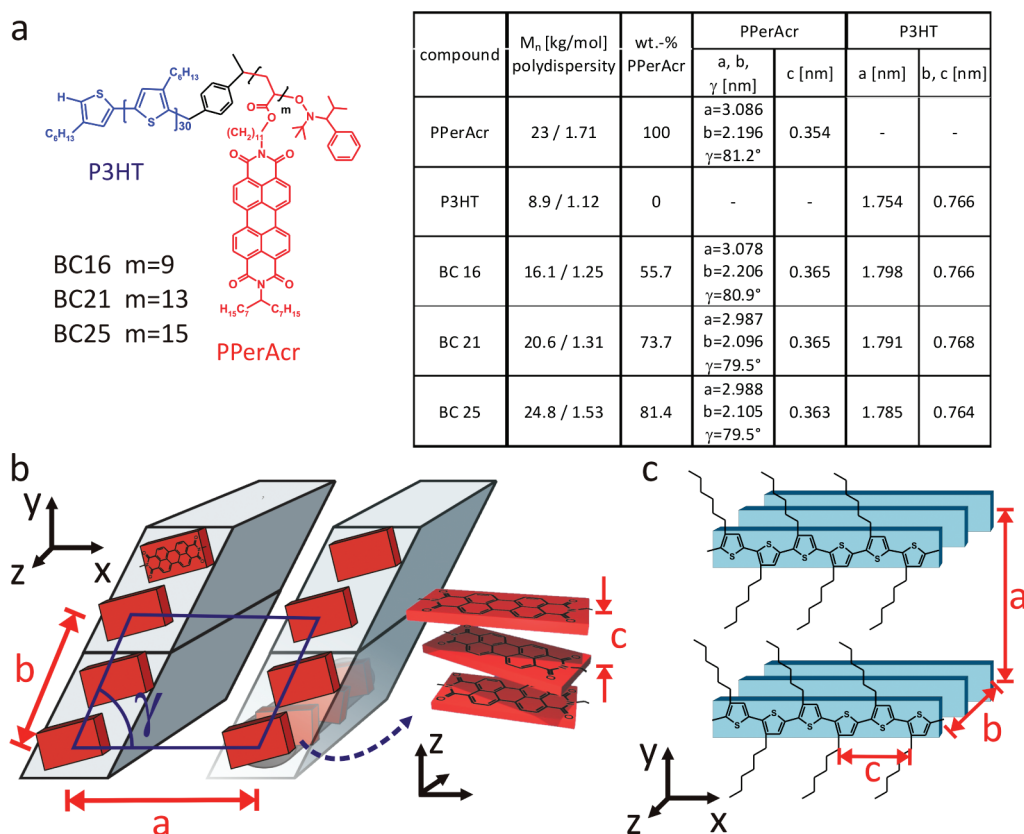 a
C₆H₁₃
H
S
S
30
C₆H₁₃
P3HT
m
O
O
O
N
(CH₂)₁₁
O
N
O
O
N
O
H₁₅C₇
C₇H₁₅
PPerAcr
BC16 m=9
BC21 m=13
BC25 m=15
compound
Mₙ [kg/mol]
polydispersity
wt.-%
PPerAcr
PPerAcr
P3HT
a, b,
γ [nm]
c [nm]
a [nm]
b, c [nm]
PPerAcr
23 / 1.71
100
a=3.086
b=2.196
γ=81.2°
0.354
-
-
P3HT
8.9 / 1.12
0
-
-
1.754
0.766
BC 16
16.1 / 1.25
55.7
a=3.078
b=2.206
γ=80.9°
0.365
1.798
0.766
BC 21
20.6 / 1.31
73.7
a=2.987
b=2.096
γ=79.5°
0.365
1.791
0.768
BC 25
24.8 / 1.53
81.4
a=2.988
b=2.105
γ=79.5°
0.363
1.785
0.764
b
y
z
x
b
γ
a
c
z
c
S
S
S
S
S
S
a
S
S
S
S
S
S
b
c
y
z
x